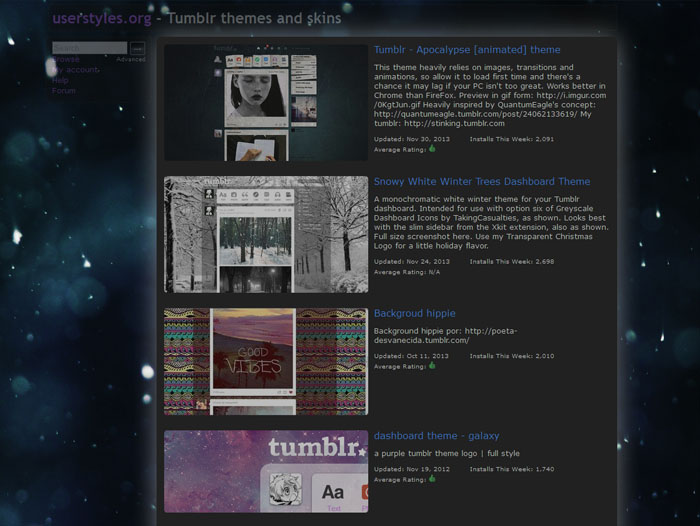 userstyles.org - Tumblr themes and skins
Search
Advanced
Browse
My account
Help
Forum
Tumblr - Apocalypse [animated] theme
This theme heavily relies on images, transitions and
animations, so allow it to load first time and there's a
chance it may lag if your PC isn't too great. Works better in
Chrome than FireFox. Preview in gif form: http://i.imgur.com
/0KgtJun.gif Heavily inspired by QuantumEagle's concept:
http://quantumeagle.tumblr.com/post/24062133619/ My
tumblr: http://stinking.tumblr.com
Updated: Nov 30, 2013 Installs This Week: 2,091
Average Rating:
tumblr.
Snowy White Winter Trees Dashboard Theme
A monochromatic white winter theme for your Tumblr
dashboard. Intended for use with option six of Greyscale
Dashboard Icons by TakingCasualties, as shown. Looks best
with the slim sidebar from the Xkit extension, also as shown.
Full size screenshot here. Use my Transparent Christmas
Logo for a little holiday flavor.
Updated: Nov 24, 2013 Installs This Week: 2,698
Average Rating: N/A
GOOD
VIBES
Backgroud hippie
Background hippie por: http://poeta-
desvanecida.tumblr.com/
Updated: Oct 11, 2013 Installs This Week: 2,010
Average Rating:
tumblr.
Aa
Text
dashboard theme - galaxy
a purple tumblr theme logo | full style
Updated: Nov 19, 2012 Installs This Week: 1,740
Average Rating: